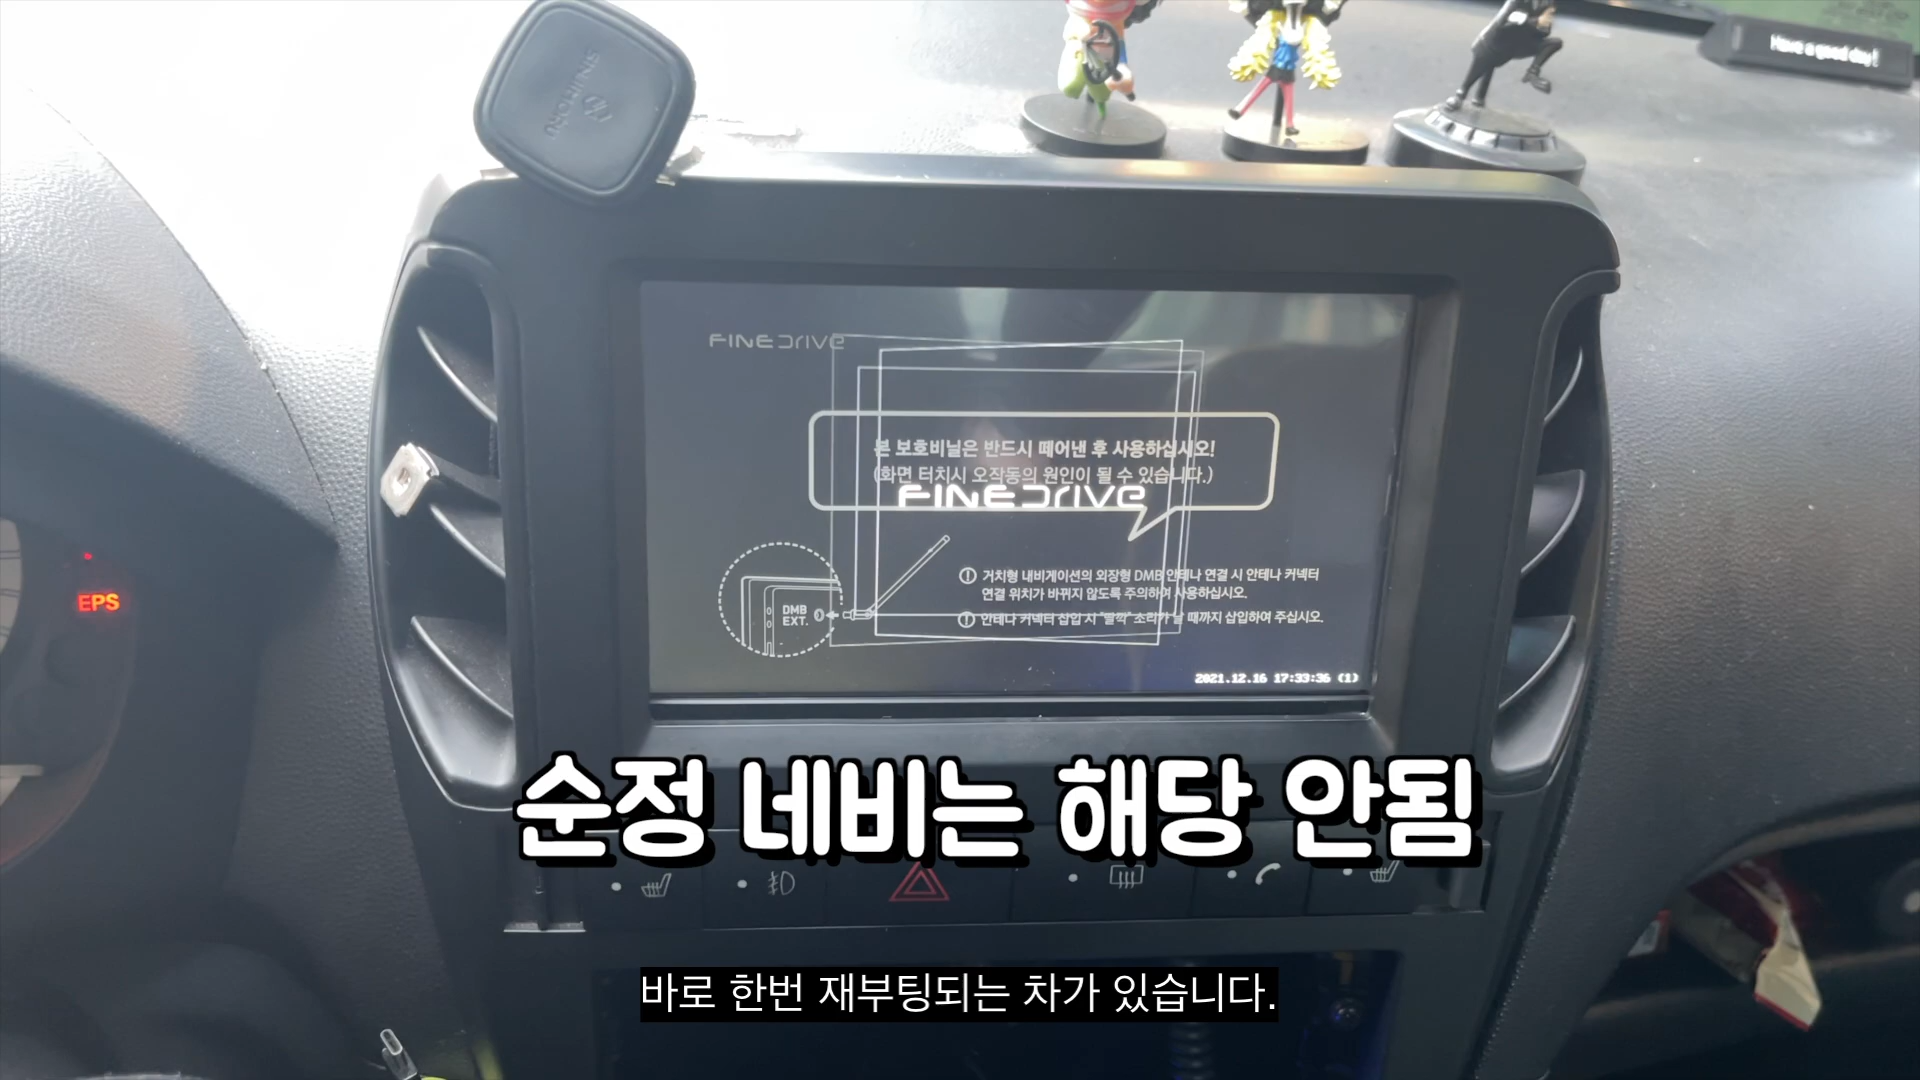 SINJIMORU
Have a good day!
FINEDrive
본 보호비닐은 반드시 떼어낸 후 사용하십시오!
(화면 터치시 오작동의 원인이 될 수 있습니다.)
FINEDrive
거치형 내비게이션의 외장형 DMB 안테나 연결 시 안테나 커넥터
연결 위치가 바뀌지 않도록 주의하여 사용하십시오.
DMB
EXT.
안테나 커넥터 삽입 시 "딸깍" 소리가 날 때까지 삽입하여 주십시오.
EPS
2021.12.16 17:33:36 (1)
순정 네비는 해당 안됨
바로 한번 재부팅되는 차가 있습니다.